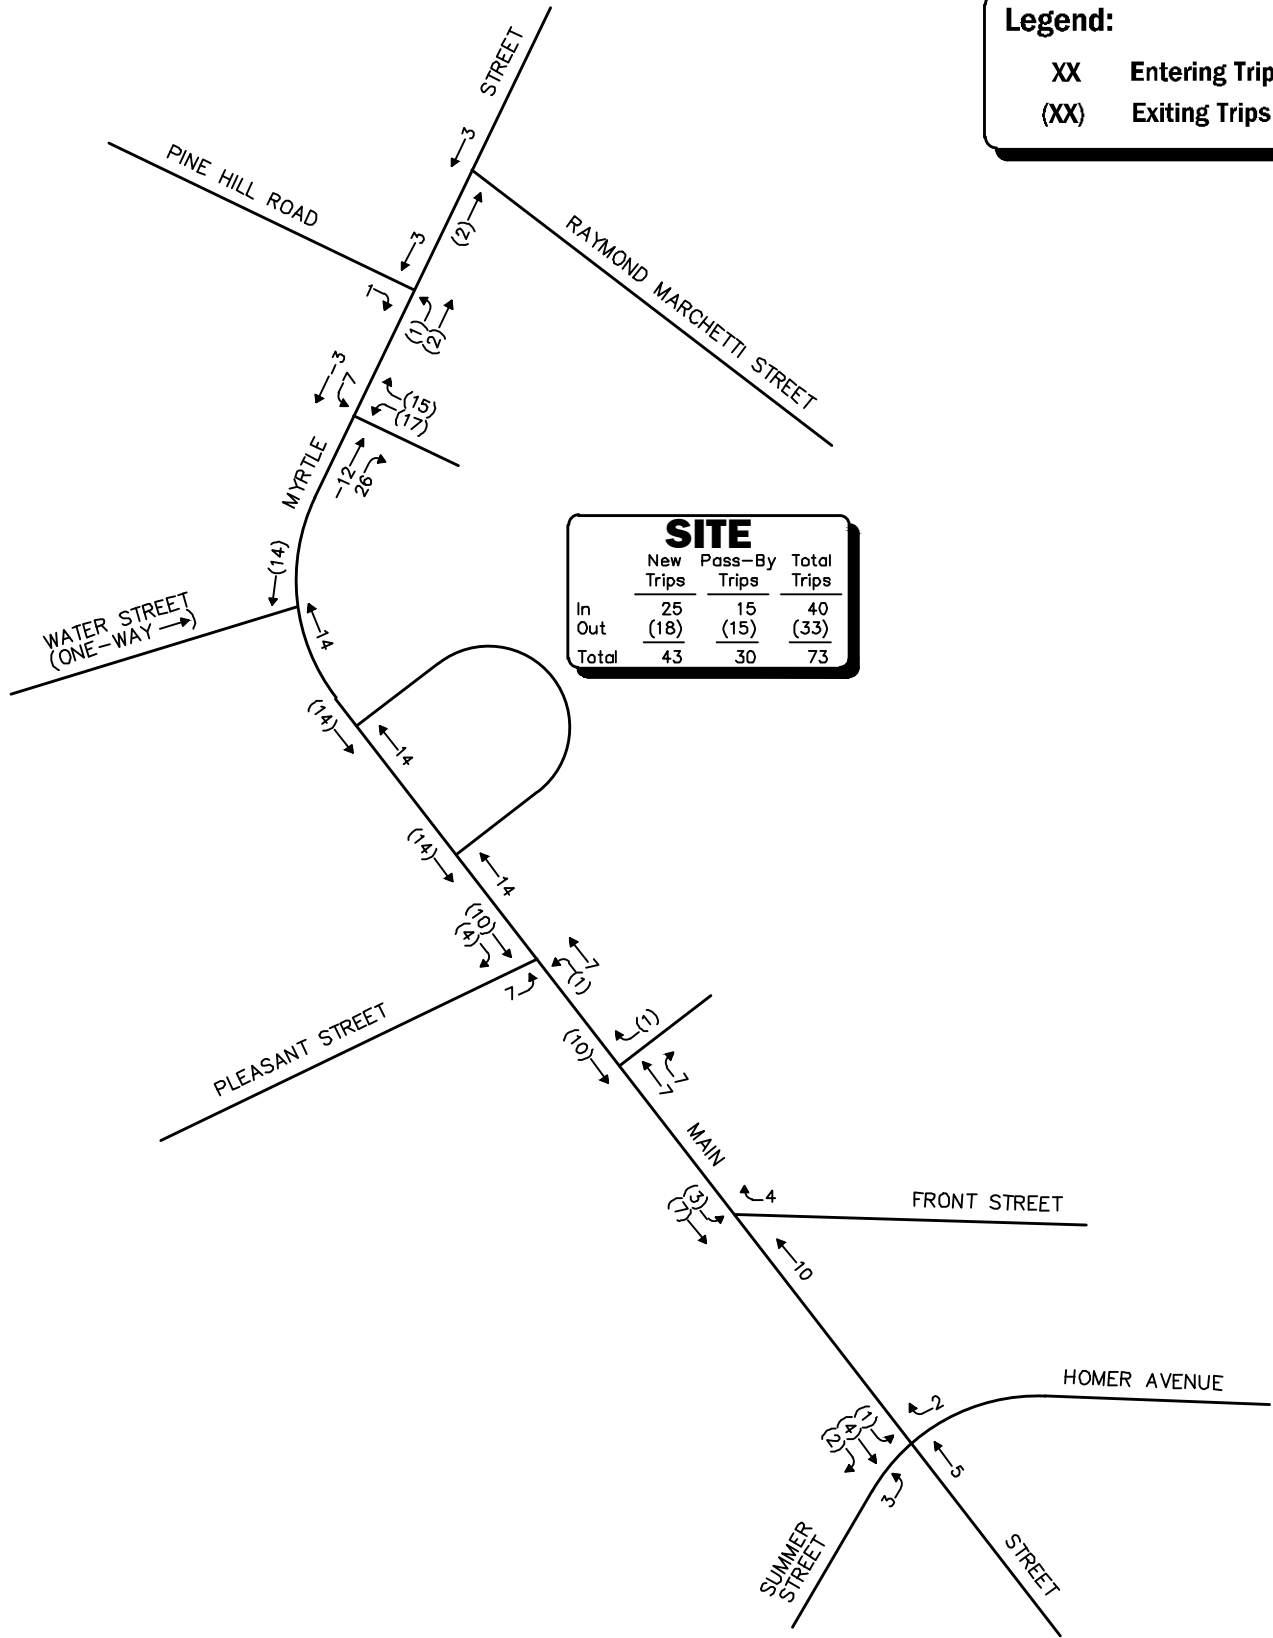 Legend:
XX Entering Trip
(XX) Exiting Trips
STREET
3
PINE HILL ROAD
(2)
3
RAYMOND MARCHETTI STREET
1
(1)
(2)
-3
7
(15)
(17)
MYRTLE
-12
26
SITE
New Pass-By Total
Trips Trips Trips
In 25 15 40
Out (18) (15) (33)
Total 43 30 73
(14)
WATER STREET
(ONE-WAY →)
14
(14)
14
(14)
14
(10)
(4)
7
(1)
7
PLEASANT STREET
(1)
(10)
7
7
MAIN
(3)
(7)
4
FRONT STREET
10
HOMER AVENUE
2
(1)
(4)
(2)
5
3
SUMMER
STREET
STREET